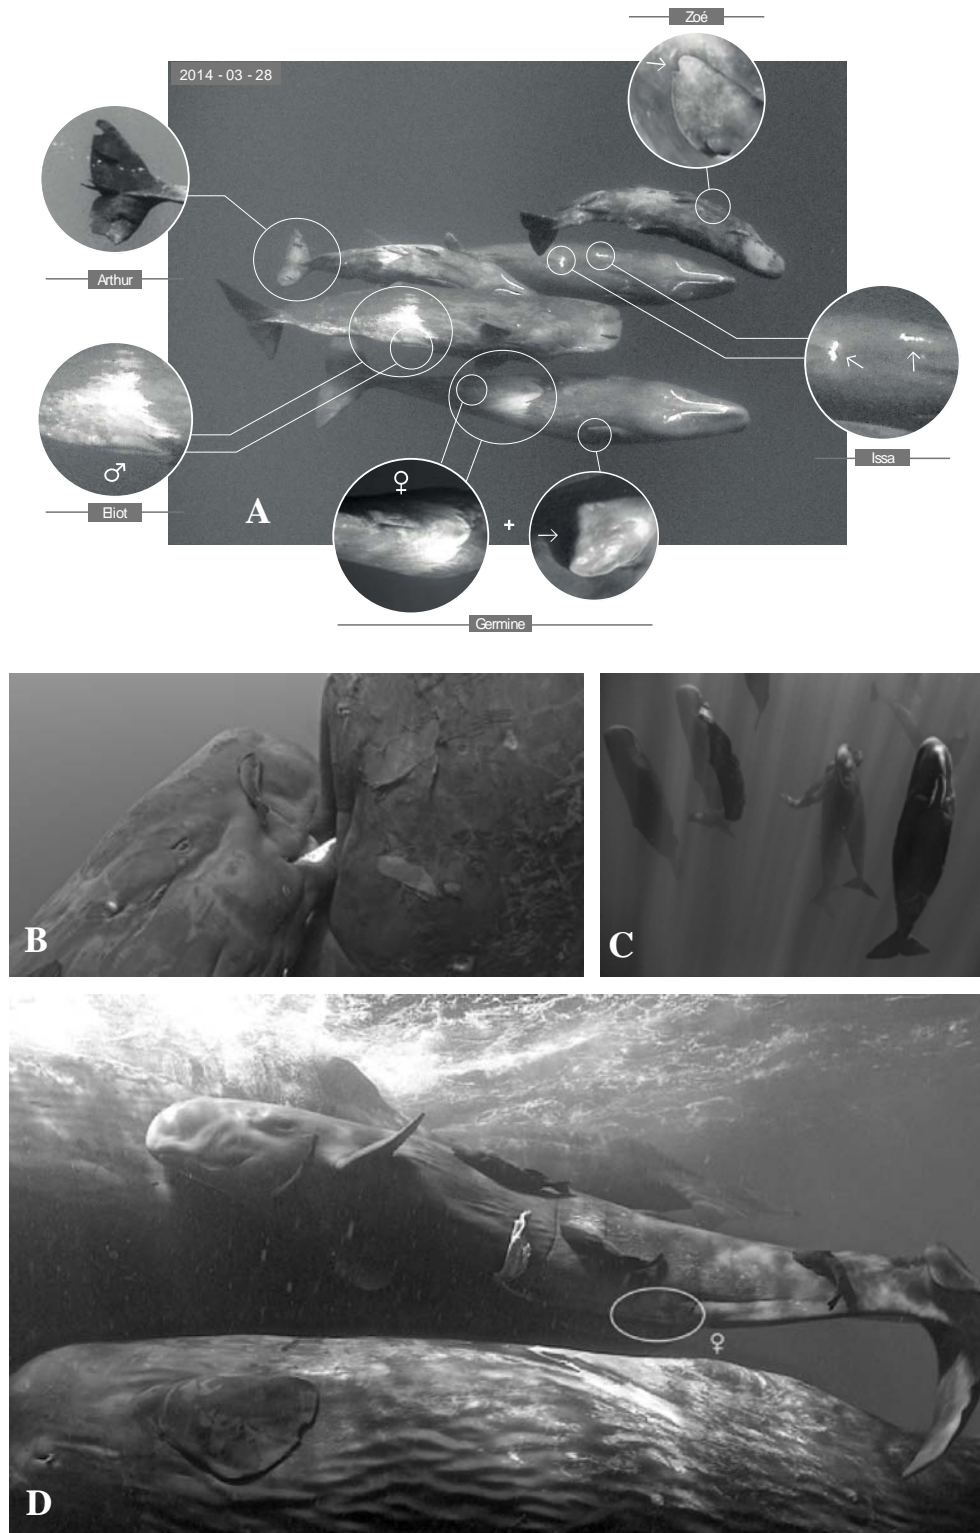 Zoé
2014 - 03 - 28
Arthur
♂
Eliot
A
♀
+
Issa
Germine
B
C
♀
D